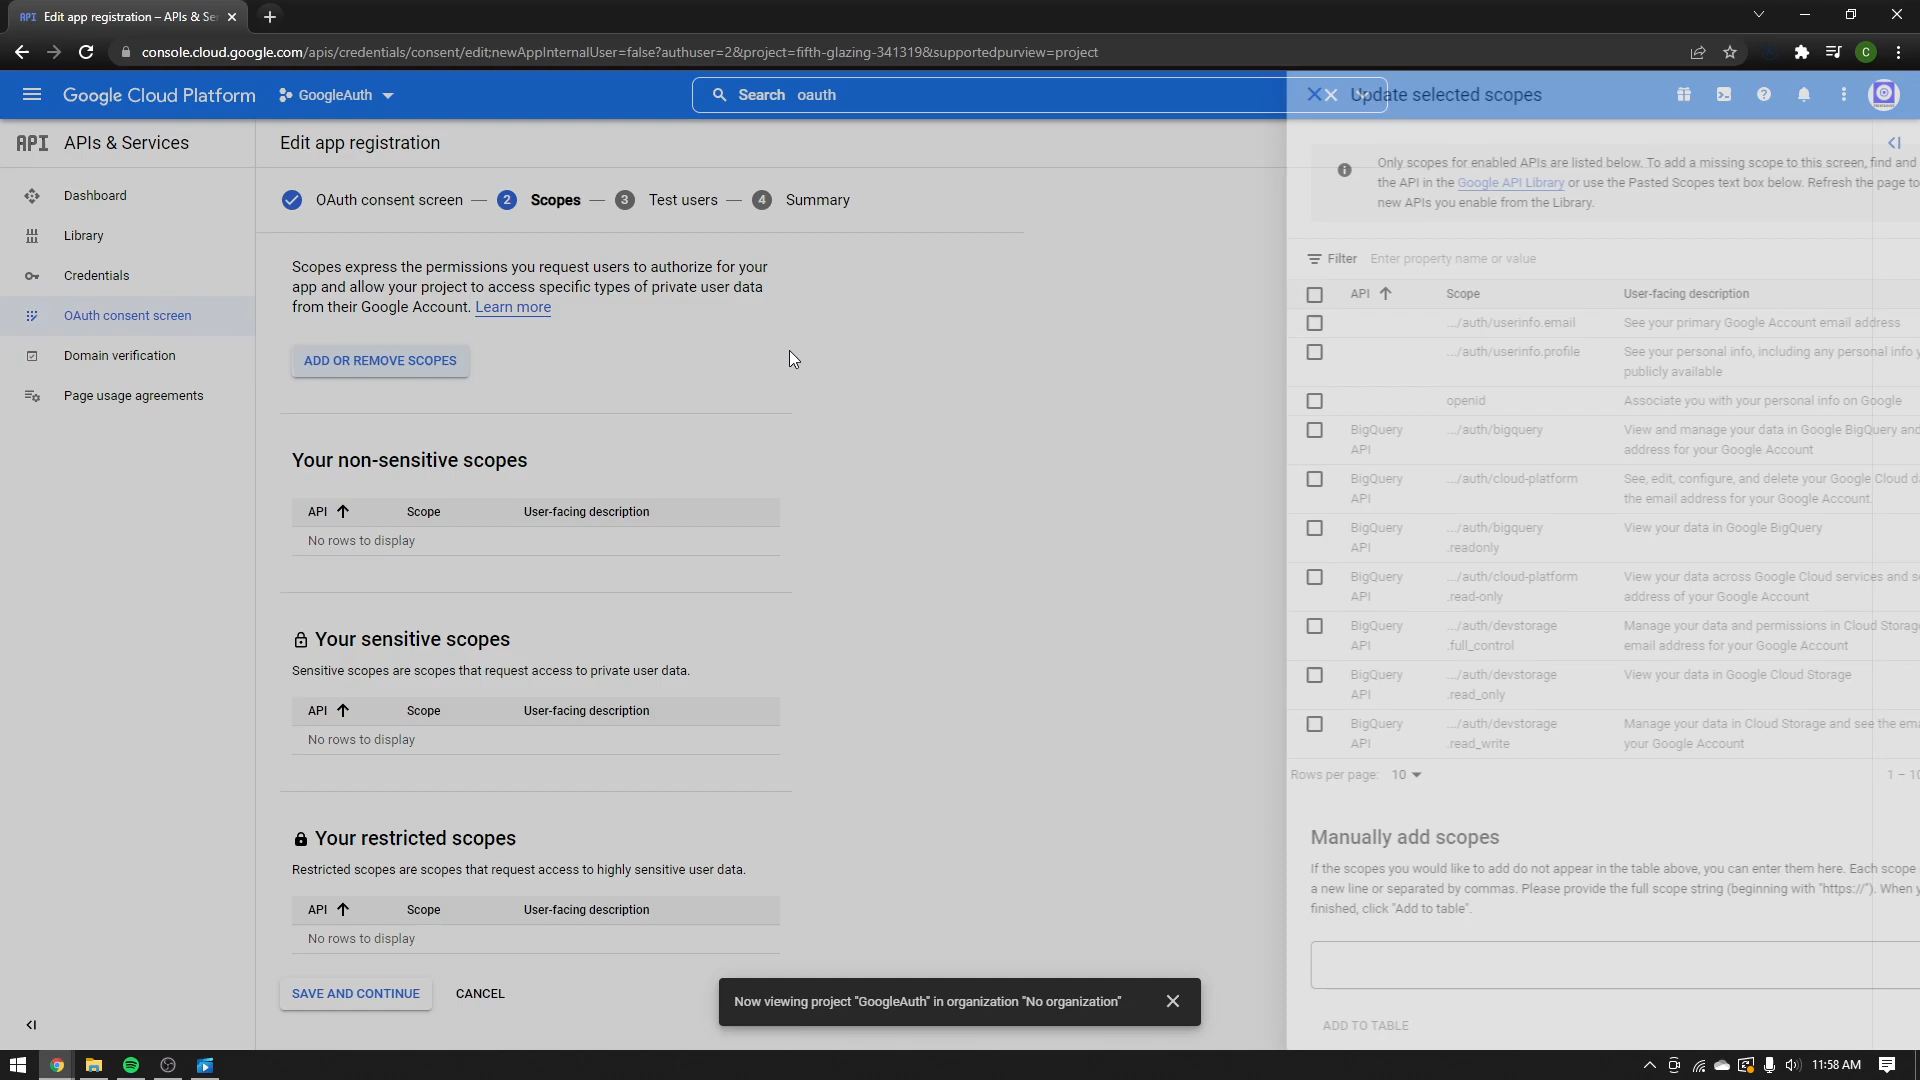 API Edit app registration – APIs & Se
console.cloud.google.com/apis/credentials/consent/edit;newAppInternalUser=false?authuser=2&project=fifth-glazing-341319&supportedpurview=project
C
Google Cloud Platform
GoogleAuth
Search oauth
Update selected scopes
API APIs & Services
Edit app registration
Dashboard
Library
Credentials
OAuth consent screen
Domain verification
Page usage agreements
OAuth consent screen — 2 Scopes — 3 Test users — 4 Summary
Scopes express the permissions you request users to authorize for your
app and allow your project to access specific types of private user data
from their Google Account. Learn more
ADD OR REMOVE SCOPES
Your non-sensitive scopes
API Scope User-facing description
No rows to display
Your sensitive scopes
Sensitive scopes are scopes that request access to private user data.
API Scope User-facing description
No rows to display
Your restricted scopes
Restricted scopes are scopes that request access to highly sensitive user data.
API Scope User-facing description
No rows to display
SAVE AND CONTINUE CANCEL
Now viewing project "GoogleAuth" in organization "No organization"
Only scopes for enabled APIs are listed below. To add a missing scope to this screen, find and
the API in the Google API Library or use the Pasted Scopes text box below. Refresh the page to
new APIs you enable from the Library.
Filter Enter property name or value
API Scope User-facing description
.../auth/userinfo.email See your primary Google Account email address
.../auth/userinfo.profile See your personal info, including any personal info
publicly available
openid Associate you with your personal info on Google
BigQuery .../auth/bigquery View and manage your data in Google BigQuery and
API address for your Google Account
BigQuery .../auth/cloud-platform See, edit, configure, and delete your Google Cloud
API the email address for your Google Account.
BigQuery .../auth/bigquery View your data in Google BigQuery
API .readonly
BigQuery .../auth/cloud-platform View your data across Google Cloud services and
API .read-only address of your Google Account
BigQuery .../auth/devstorage Manage your data and permissions in Cloud Storage
API .full_control email address for your Google Account
BigQuery .../auth/devstorage View your data in Google Cloud Storage
API .read_only
BigQuery .../auth/devstorage Manage your data in Cloud Storage and see the
API .read_write your Google Account
Rows per page: 10 1 – 10
Manually add scopes
If the scopes you would like to add do not appear in the table above, you can enter them here. Each scope
a new line or separated by commas. Please provide the full scope string (beginning with "https://"). When
finished, click "Add to table".
ADD TO TABLE
11:58 AM